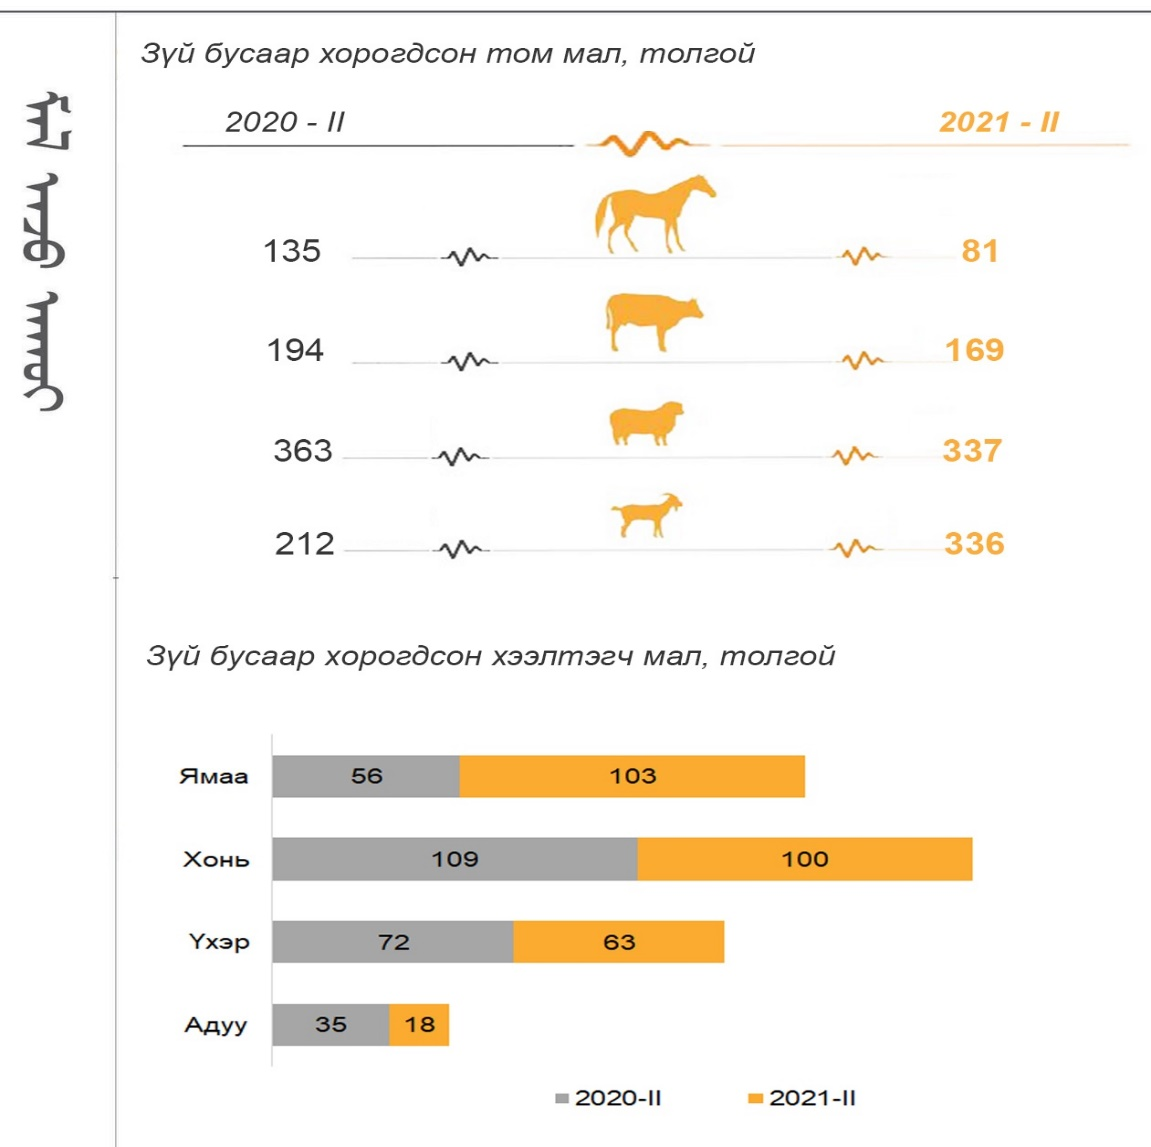 Зүй бусаар хорогдсон том мал, толгой
2020 - II
2021 - II
135
81
194
169
363
337
212
336
Зүй бусаар хорогдсон хээлтэгч мал, толгой
Ямаа 56 103
Хонь 109 100
Үхэр 72 63
Адуу 35 18
2020-II 2021-II